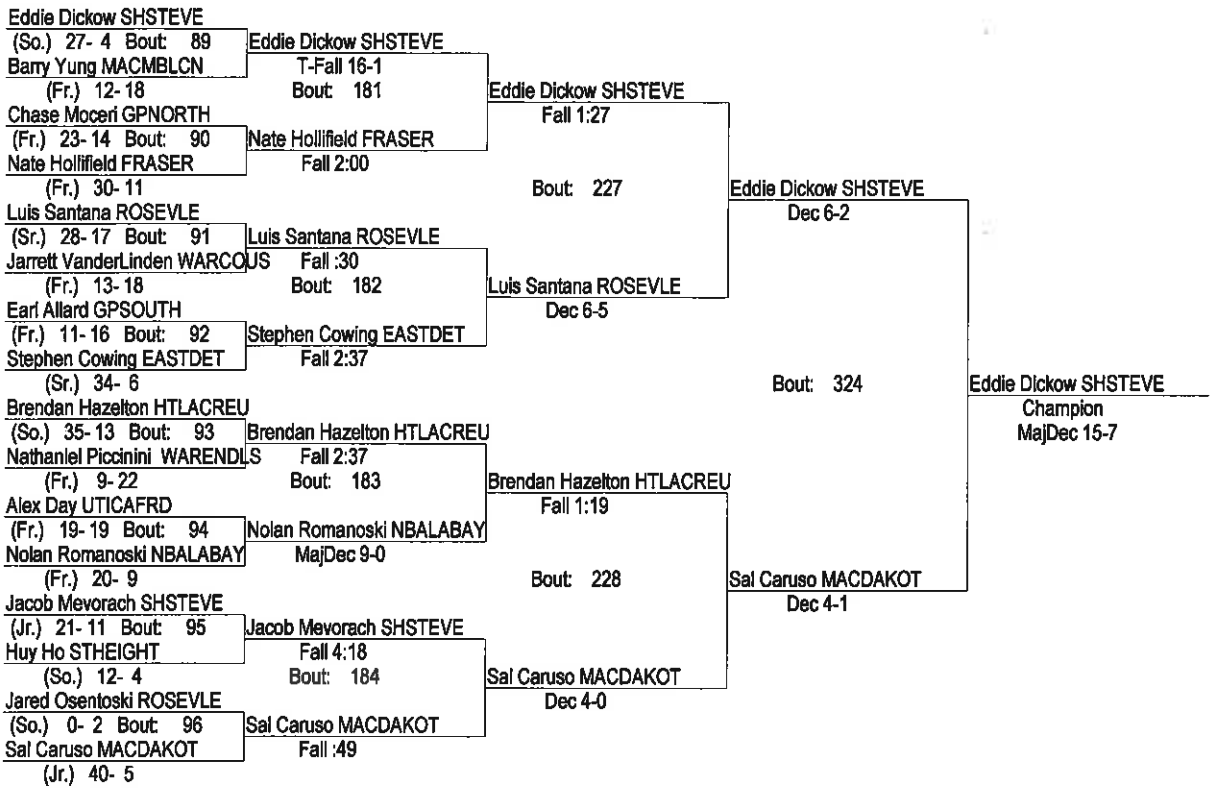 Eddie Dickow SHSTEVE
(So.) 27- 4 Bout: 89
Barry Yung MACMBLCN
(Fr.) 12- 18
Chase Moceri GPNORTH
(Fr.) 23- 14 Bout: 90
Nate Hollifield FRASER
(Fr.) 30- 11
Luis Santana ROSEVLE
(Sr.) 28- 17 Bout: 91
Jarrett VanderLinden WARCOUS
(Fr.) 13- 18
Earl Allard GPSOUTH
(Fr.) 11- 16 Bout: 92
Stephen Cowing EASTDET
(Sr.) 34- 6
Brendan Hazelton HTLACREU
(So.) 35- 13 Bout: 93
Nathaniel Piccinini WARENDLS
(Fr.) 9- 22
Alex Day UTICAFRD
(Fr.) 19- 19 Bout: 94
Nolan Romanoski NBALABAY
(Fr.) 20- 9
Jacob Mevorach SHSTEVE
(Jr.) 21- 11 Bout: 95
Huy Ho STHEIGHT
(So.) 12- 4
Jared Osentoski ROSEVLE
(So.) 0- 2 Bout: 96
Sal Caruso MACDAKOT
(Jr.) 40- 5
Eddie Dickow SHSTEVE
T-Fall 16-1
Bout: 181
Nate Hollifield FRASER
Fall 2:00
Luis Santana ROSEVLE
Fall :30
Bout: 182
Stephen Cowing EASTDET
Fall 2:37
Brendan Hazelton HTLACREU
Fall 2:37
Bout: 183
Nolan Romanoski NBALABAY
MajDec 9-0
Jacob Mevorach SHSTEVE
Fall 4:18
Bout: 184
Sal Caruso MACDAKOT
Fall :49
Eddie Dickow SHSTEVE
Fall 1:27
Bout: 227
Luis Santana ROSEVLE
Dec 6-5
Brendan Hazelton HTLACREU
Fall 1:19
Bout: 228
Sal Caruso MACDAKOT
Dec 4-0
Eddie Dickow SHSTEVE
Dec 6-2
Bout: 324
Sal Caruso MACDAKOT
Dec 4-1
Eddie Dickow SHSTEVE
Champion
MajDec 15-7